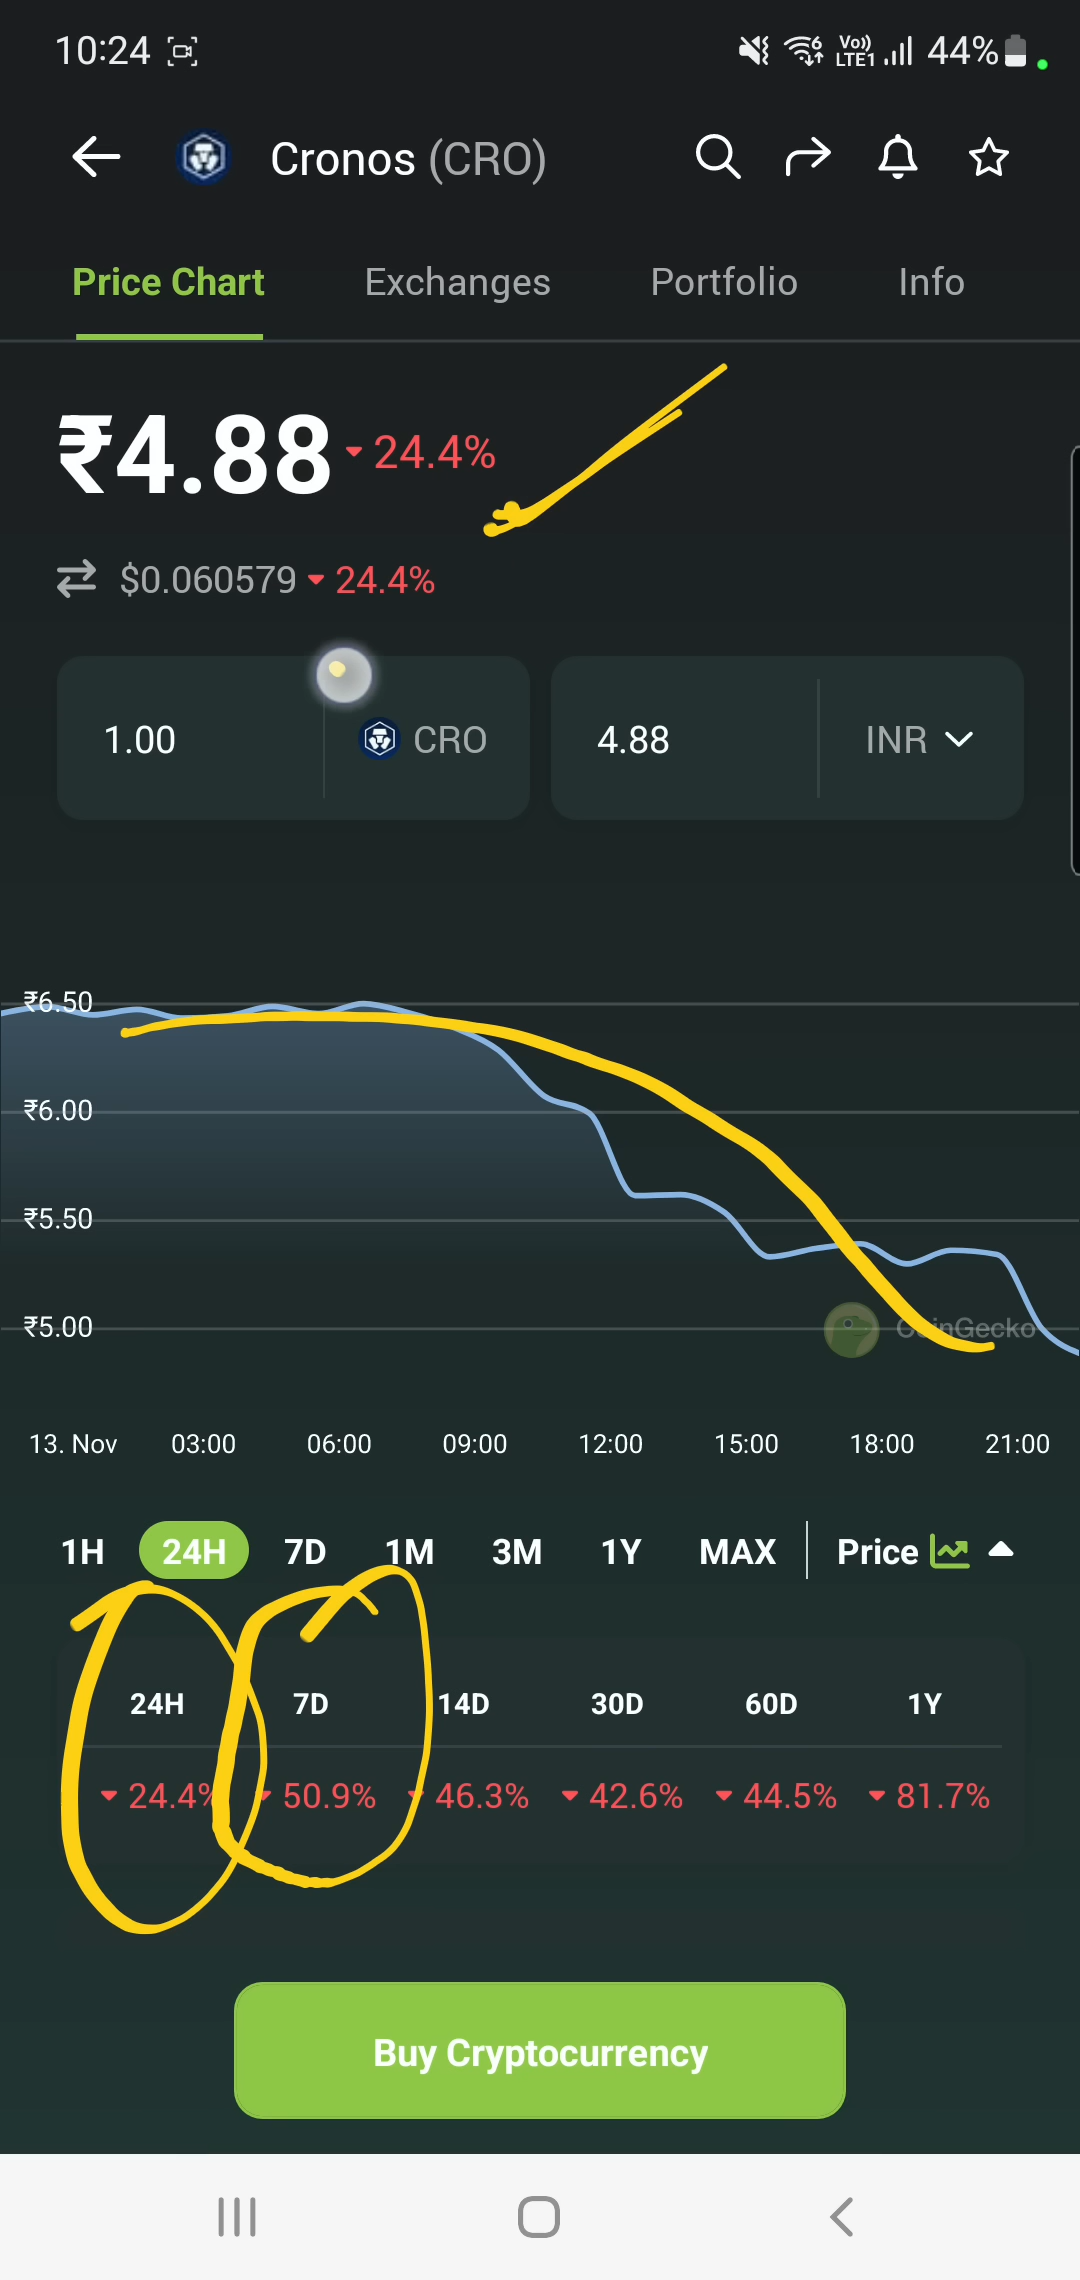 10:24 Vo)) LTE1 44%
Cronos (CRO)
Price Chart Exchanges Portfolio Info
₹4.88 24.4%
$0.060579 24.4%
1.00 CRO 4.88 INR
₹6.50
₹6.00
₹5.50
₹5.00
CoinGecko
13. Nov 03:00 06:00 09:00 12:00 15:00 18:00 21:00
1H 24H 7D 1M 3M 1Y MAX Price
24H 7D 14D 30D 60D 1Y
24.4% 50.9% 46.3% 42.6% 44.5% 81.7%
Buy Cryptocurrency